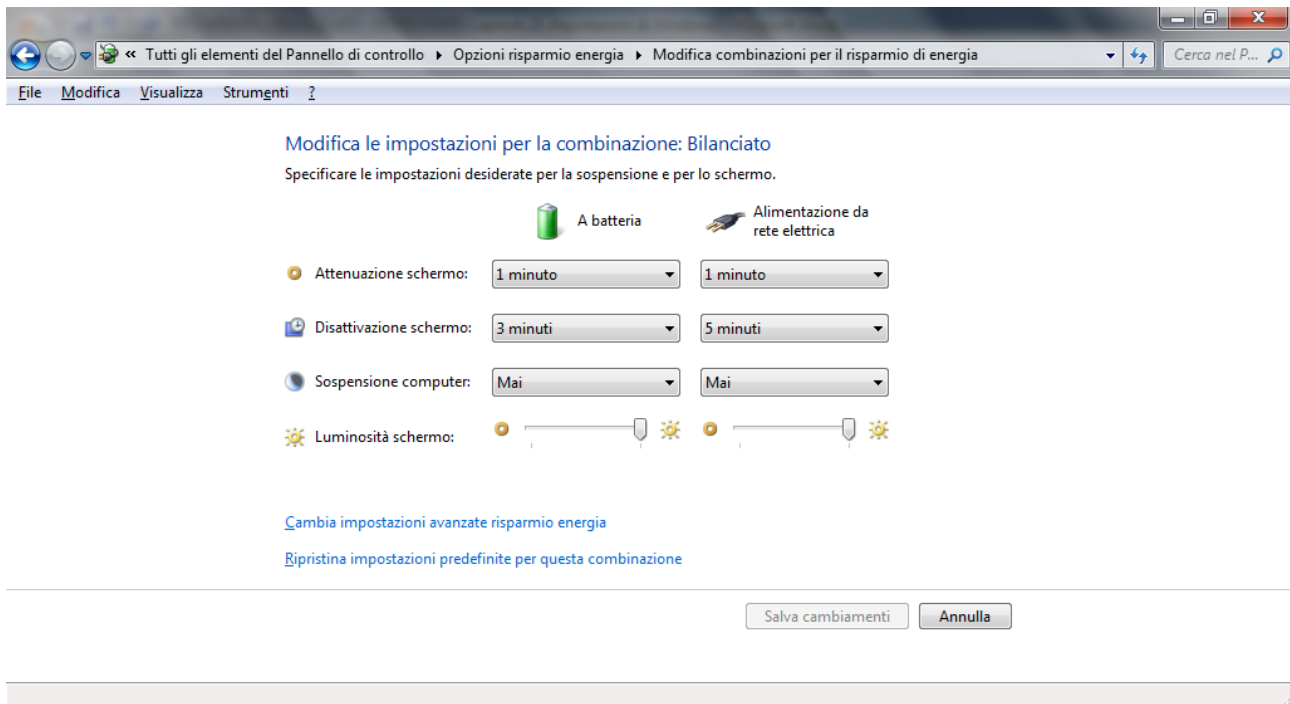 « Tutti gli elementi del Pannello di controllo ▸ Opzioni risparmio energia ▸ Modifica combinazioni per il risparmio di energia
Cerca nel P...
File Modifica Visualizza Strumenti ?
Modifica le impostazioni per la combinazione: Bilanciato
Specificare le impostazioni desiderate per la sospensione e per lo schermo.
A batteria
Alimentazione da
rete elettrica
Attenuazione schermo: 1 minuto 1 minuto
Disattivazione schermo: 3 minuti 5 minuti
Sospensione computer: Mai Mai
Luminosità schermo:
Cambia impostazioni avanzate risparmio energia
Ripristina impostazioni predefinite per questa combinazione
Salva cambiamenti Annulla